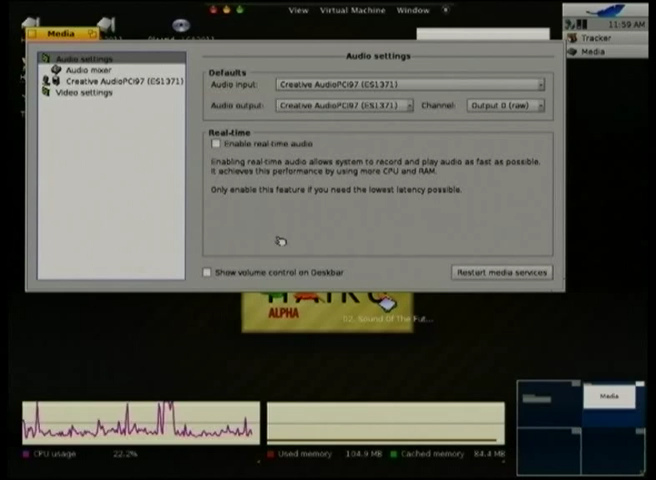 View Virtual Machine Window
Media
11:59 AM
Tracker
Media
Audio settings
Audio mixer
Creative AudioPCI97 (ES1371)
Video settings
Audio settings
Defaults
Audio input: Creative AudioPCI97 (ES1371)
Audio output: Creative AudioPCI97 (ES1371) Channel: Output 0 (raw)
Real-time
Enable real-time audio
Enabling real-time audio allows system to record and play audio as fast as possible.
It achieves this performance by using more CPU and RAM.
Only enable this feature if you need the lowest latency possible.
Show volume control on Deskbar
Restart media services
ALPHA
02. Sound Of The Fut...
Media
CPU usage 22.2%
Used memory 104.9 MB Cached memory 84.4 MB